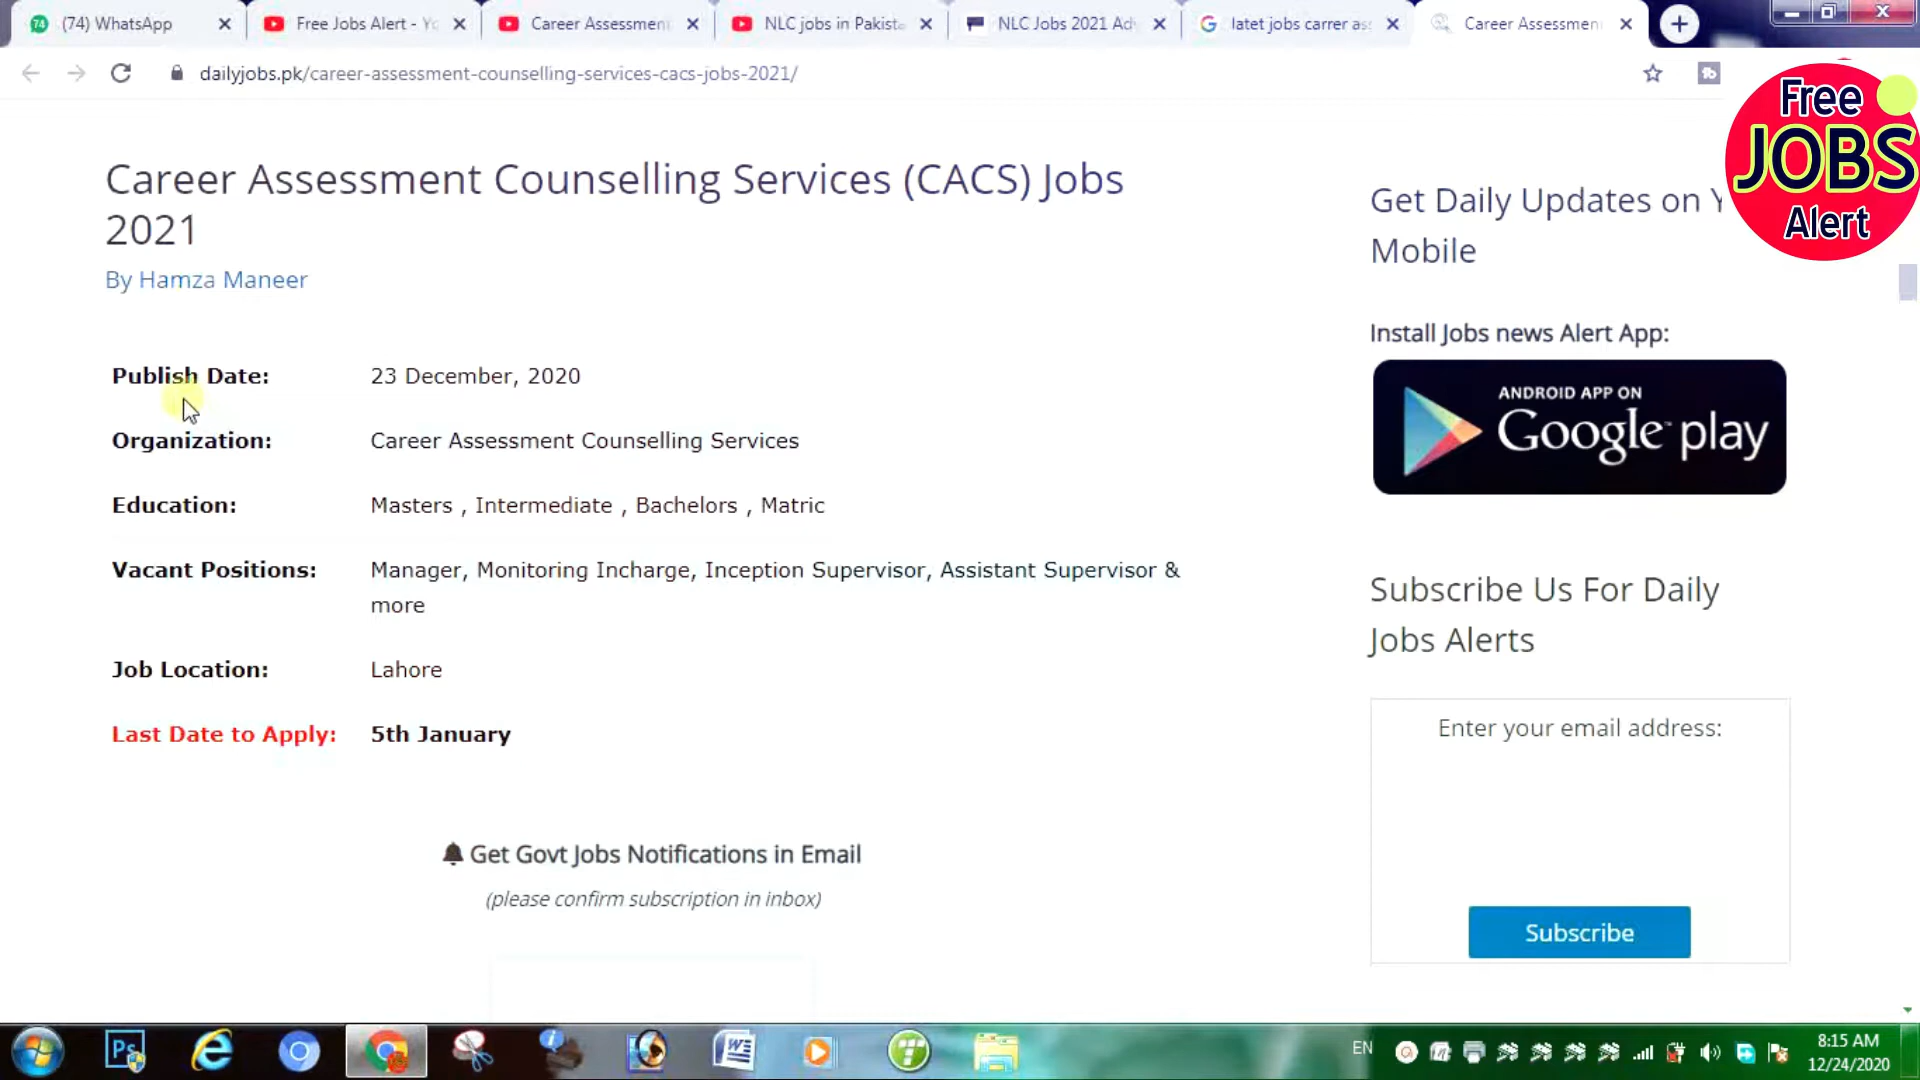 (74) WhatsApp
Free Jobs Alert - Yo
Career Assessmen
NLC jobs in Pakista
NLC Jobs 2021 Adv
latet jobs carrer as
Career Assessmen
dailyjobs.pk/career-assessment-counselling-services-cacs-jobs-2021/
Free
JOBS
Alert
Career Assessment Counselling Services (CACS) Jobs
2021
By Hamza Maneer
Publish Date: 23 December, 2020
Organization: Career Assessment Counselling Services
Education: Masters , Intermediate , Bachelors , Matric
Vacant Positions: Manager, Monitoring Incharge, Inception Supervisor, Assistant Supervisor &
more
Job Location: Lahore
Last Date to Apply: 5th January
Get Govt Jobs Notifications in Email
(please confirm subscription in inbox)
Get Daily Updates on Y
Mobile
Install Jobs news Alert App:
ANDROID APP ON
Google play
Subscribe Us For Daily
Jobs Alerts
Enter your email address:
Subscribe
Ps
EN
8:15 AM
12/24/2020